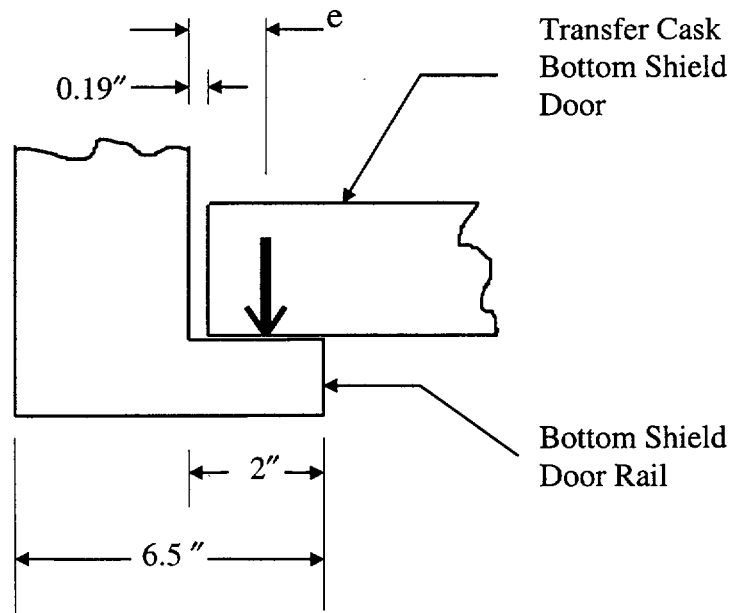 e
0.19″
Transfer Cask
Bottom Shield
Door
2″
6.5 ″
Bottom Shield
Door Rail